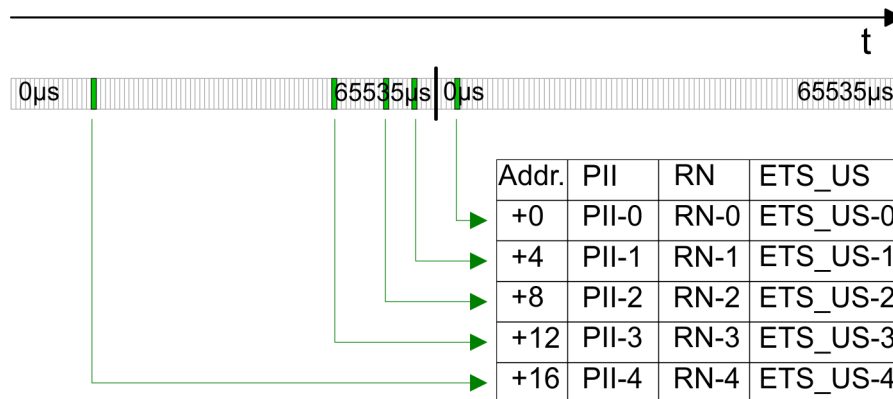 t
0µs 65535µs 0µs 65535µs
Addr. PII RN ETS_US
+0 PII-0 RN-0 ETS_US-0
+4 PII-1 RN-1 ETS_US-1
+8 PII-2 RN-2 ETS_US-2
+12 PII-3 RN-3 ETS_US-3
+16 PII-4 RN-4 ETS_US-4